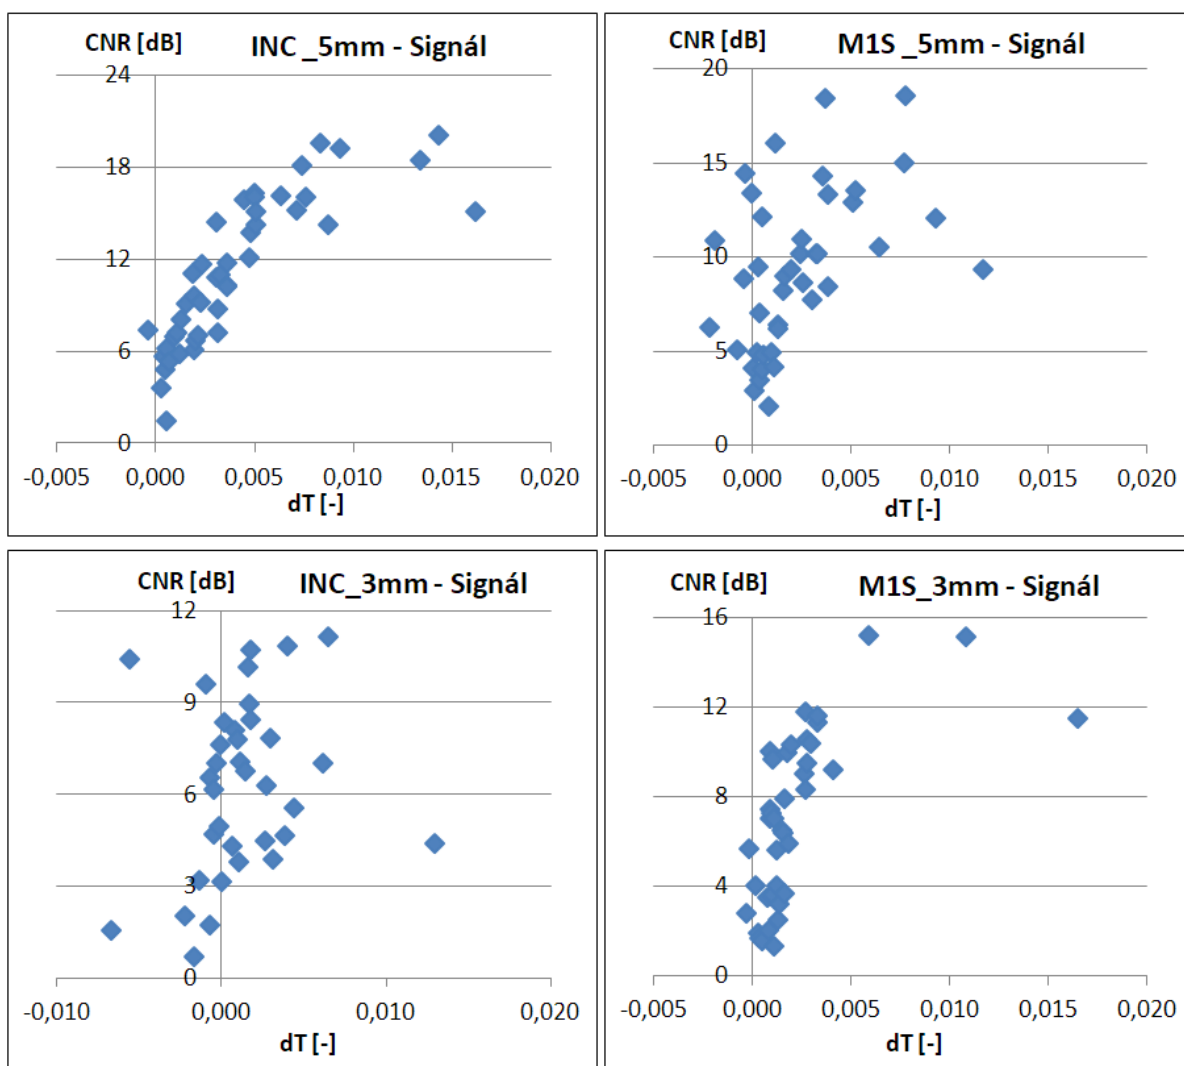 CNR [dB]
INC _5mm - Signál
24
18
12
6
0
-0,005 0,000 0,005 0,010 0,015 0,020
dT [-]
CNR [dB]
M1S _5mm - Signál
20
15
10
5
0
-0,005 0,000 0,005 0,010 0,015 0,020
dT [-]
CNR [dB]
INC_3mm - Signál
12
9
6
3
0
-0,010 0,000 0,010 0,020
dT [-]
CNR [dB]
M1S_3mm - Signál
16
12
8
4
0
-0,005 0,000 0,005 0,010 0,015 0,020
dT [-]